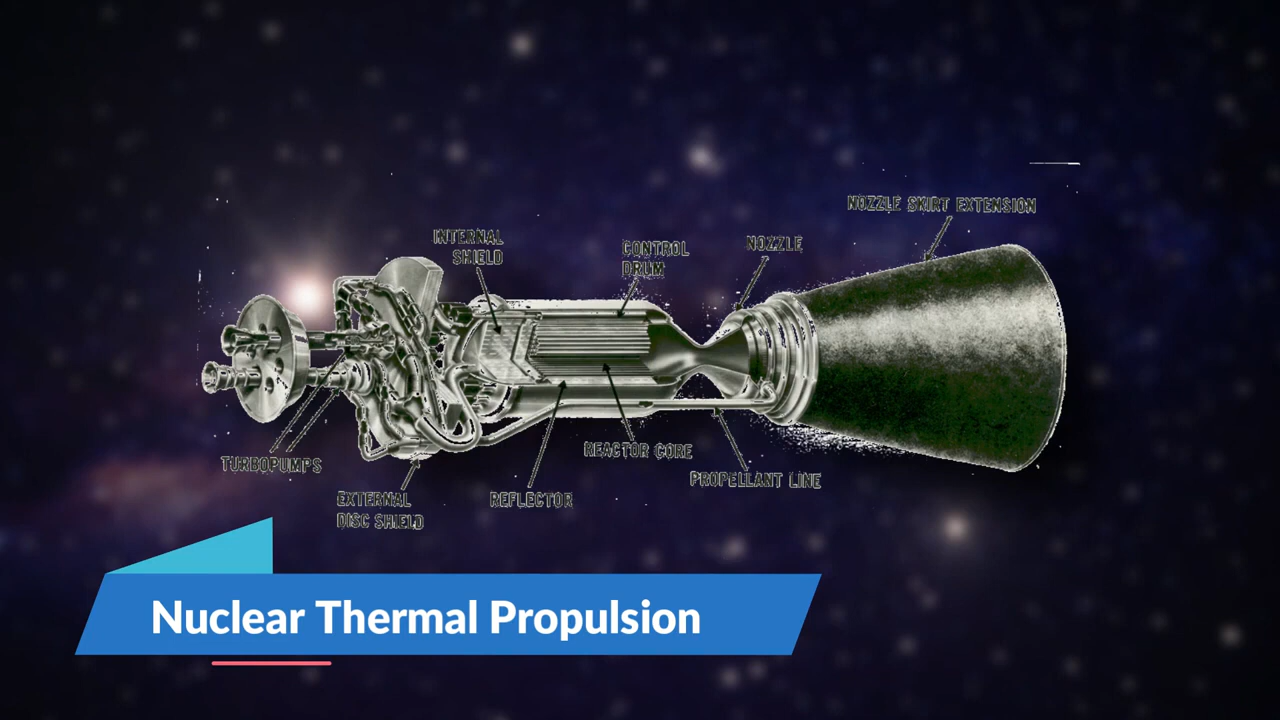 NOZZLE SKIRT EXTENSION
INTERNAL
SHIELD
CONTROL
DRUM
NOZZLE
TURBOPUMPS
EXTERNAL
DISC SHIELD
REFLECTOR
REACTOR CORE
PROPELLANT LINE
Nuclear Thermal Propulsion